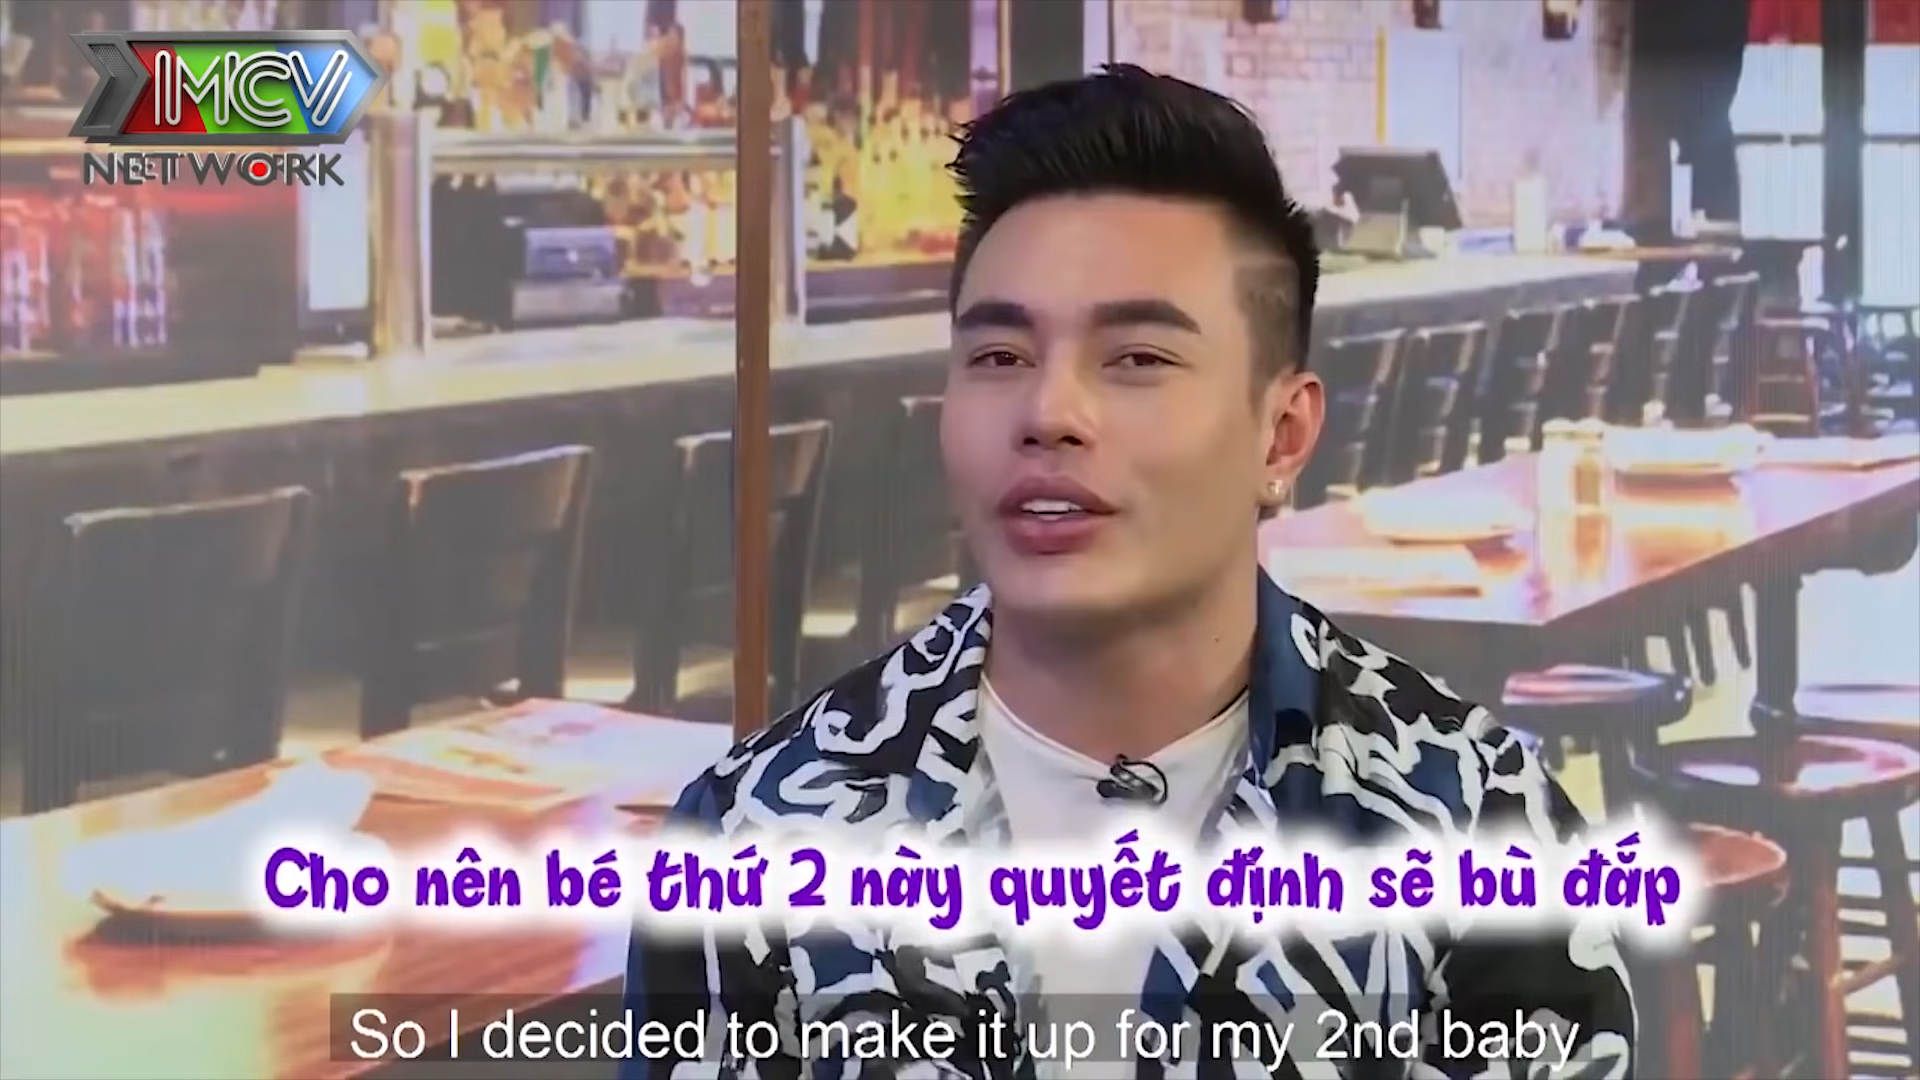 MCV
NETWORK
Cho nên bé thứ 2 này quyết định sẽ bù đắp
So I decided to make it up for my 2nd baby